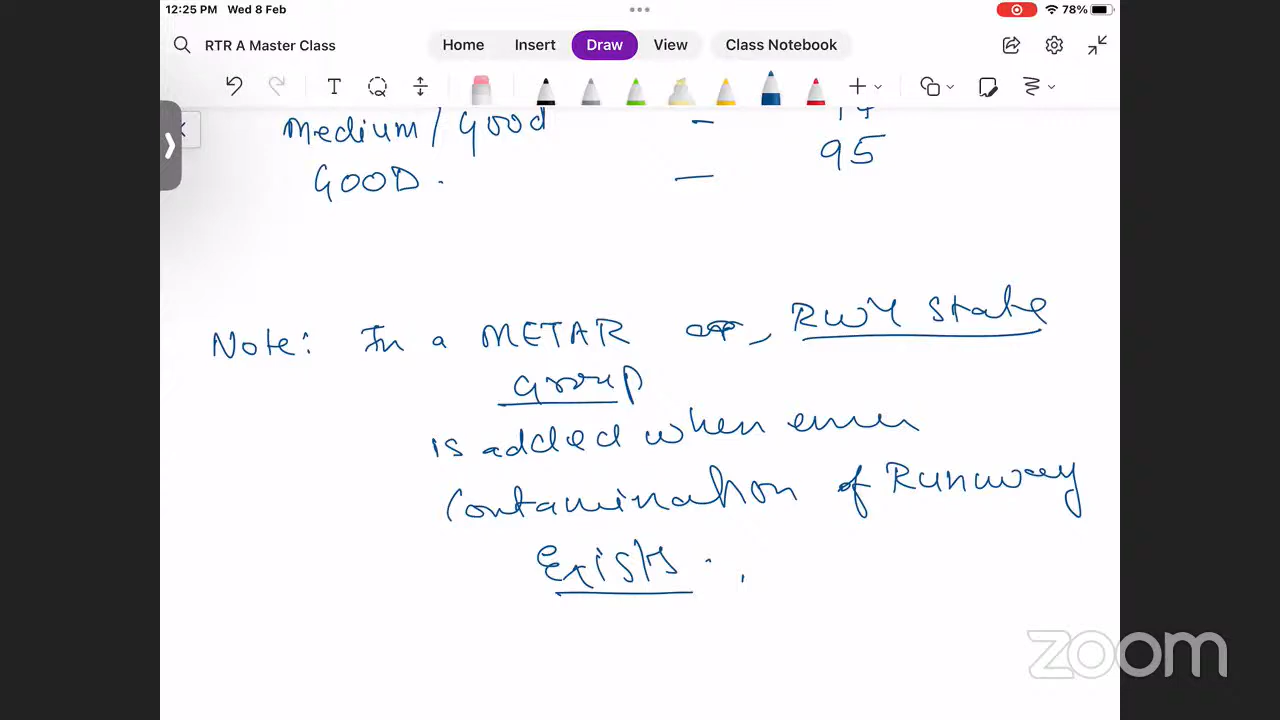 12:25 PM Wed 8 Feb
78%
RTR A Master Class
Home Insert Draw View Class Notebook
T
Medium/Good -
GOOD. — 95
Note: In a METAR, RWY State
group
is added when
Contamination of Runway
Exists.
zoom